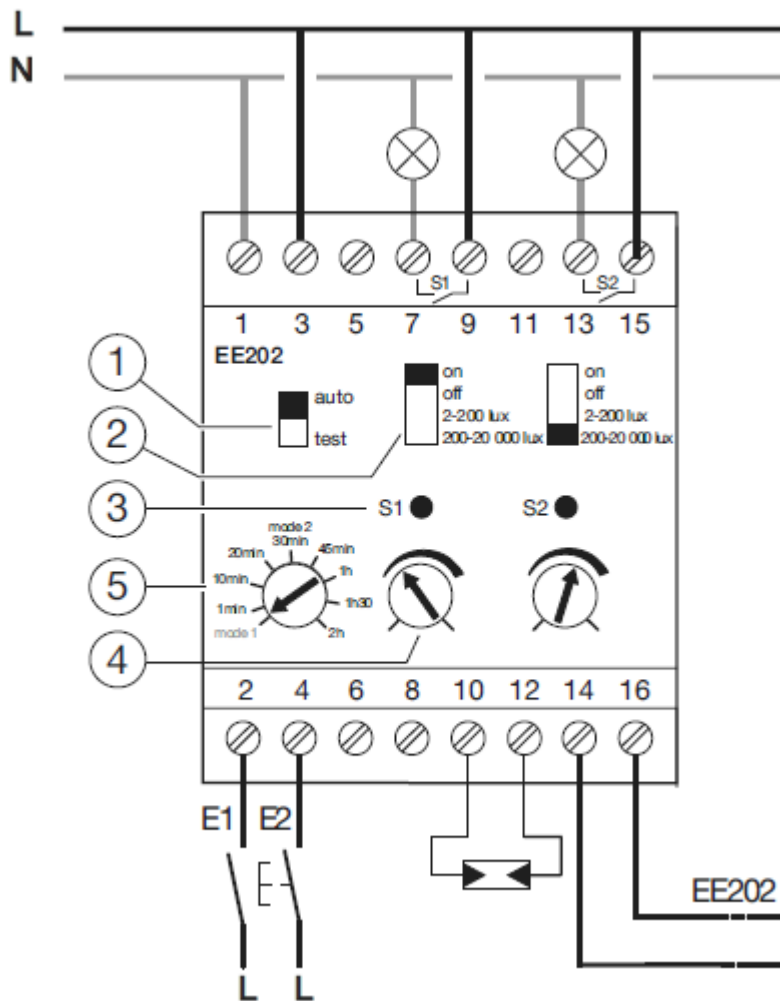 L
N
S1
S2
1 3 5 7 9 11 13 15
EE202
1
auto
test
2
on
off
2-200 lux
200-20 000 lux
on
off
2-200 lux
200-20 000 lux
3
S1
S2
5
mode 2
30min
20min
45min
10min
1h
1min
1h30
mode 1
2h
4
2 4 6 8 10 12 14 16
E1
E2
EE202
L
L